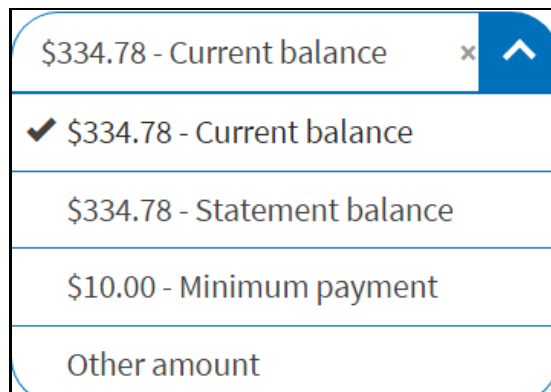 $334.78 - Current balance ×
$334.78 - Current balance
$334.78 - Statement balance
$10.00 - Minimum payment
Other amount